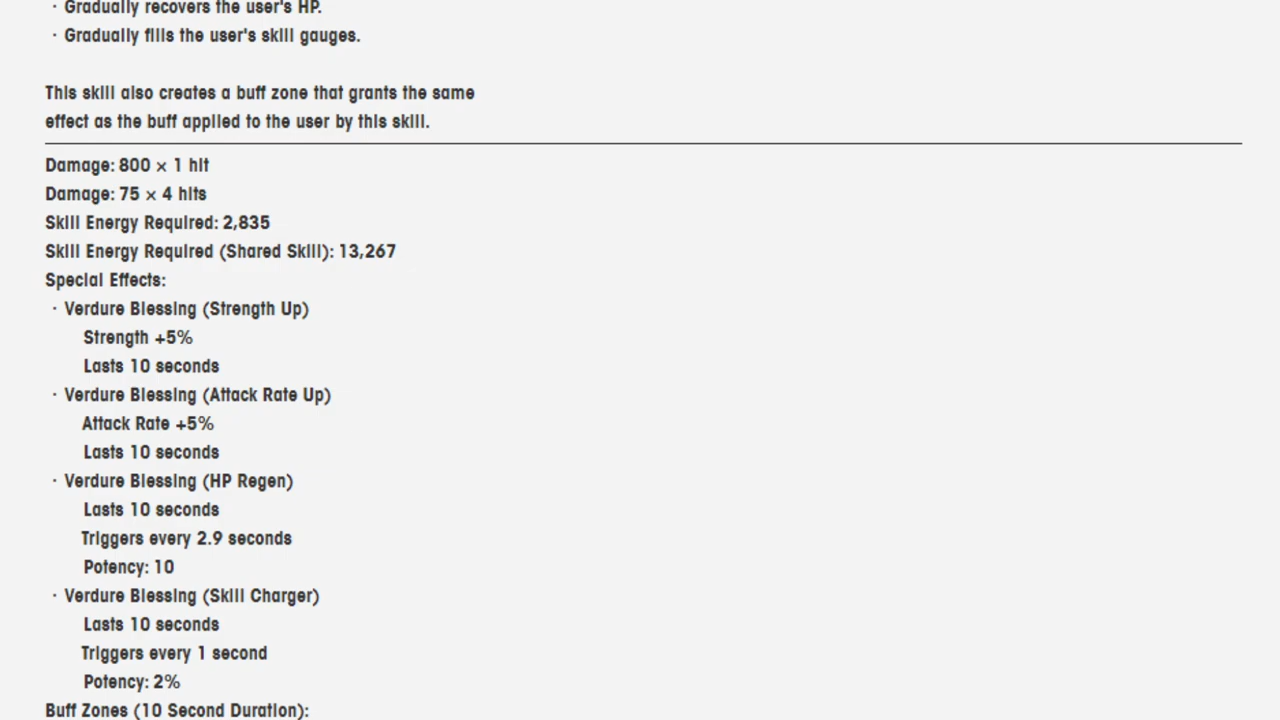 · Gradually recovers the user's HP.
· Gradually fills the user's skill gauges.
This skill also creates a buff zone that grants the same
effect as the buff applied to the user by this skill.
Damage: 800 × 1 hit
Damage: 75 × 4 hits
Skill Energy Required: 2,835
Skill Energy Required (Shared Skill): 13,267
Special Effects:
· Verdure Blessing (Strength Up)
Strength +5%
Lasts 10 seconds
· Verdure Blessing (Attack Rate Up)
Attack Rate +5%
Lasts 10 seconds
· Verdure Blessing (HP Regen)
Lasts 10 seconds
Triggers every 2.9 seconds
Potency: 10
· Verdure Blessing (Skill Charger)
Lasts 10 seconds
Triggers every 1 second
Potency: 2%
Buff Zones (10 Second Duration):